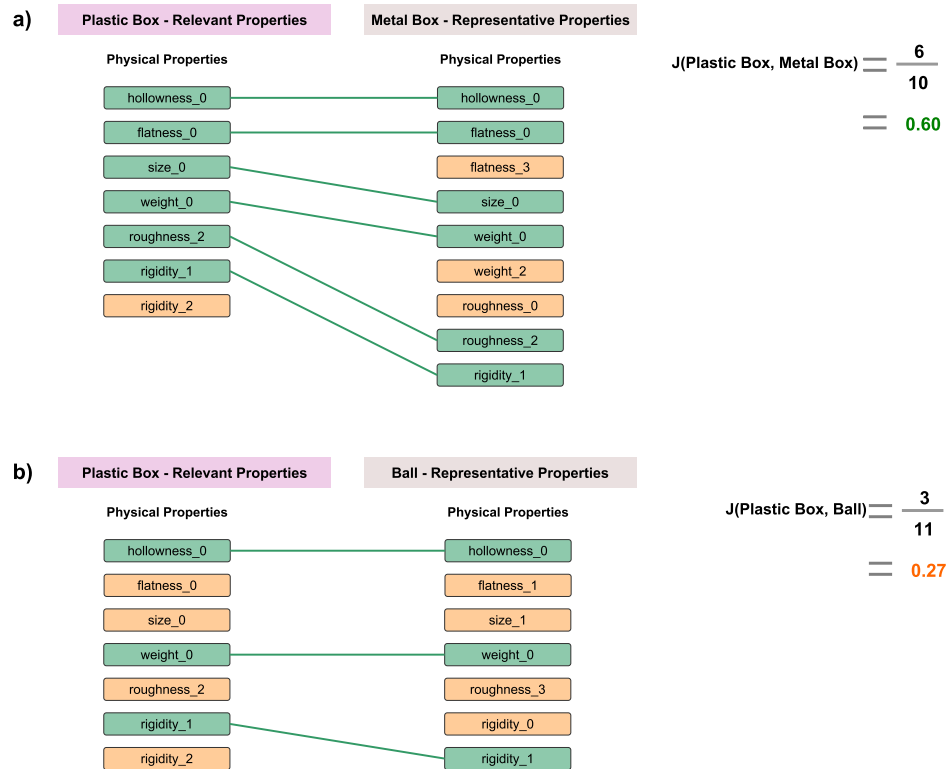 a)
Plastic Box - Relevant Properties
Metal Box - Representative Properties
Physical Properties
Physical Properties
J(Plastic Box, Metal Box) = 6
10
= 0.60
hollowness_0
hollowness_0
flatness_0
flatness_0
size_0
flatness_3
weight_0
size_0
roughness_2
weight_0
rigidity_1
weight_2
rigidity_2
roughness_0
roughness_2
rigidity_1
b)
Plastic Box - Relevant Properties
Ball - Representative Properties
Physical Properties
Physical Properties
J(Plastic Box, Ball) = 3
11
= 0.27
hollowness_0
hollowness_0
flatness_0
flatness_1
size_0
size_1
weight_0
weight_0
roughness_2
roughness_3
rigidity_1
rigidity_0
rigidity_2
rigidity_1